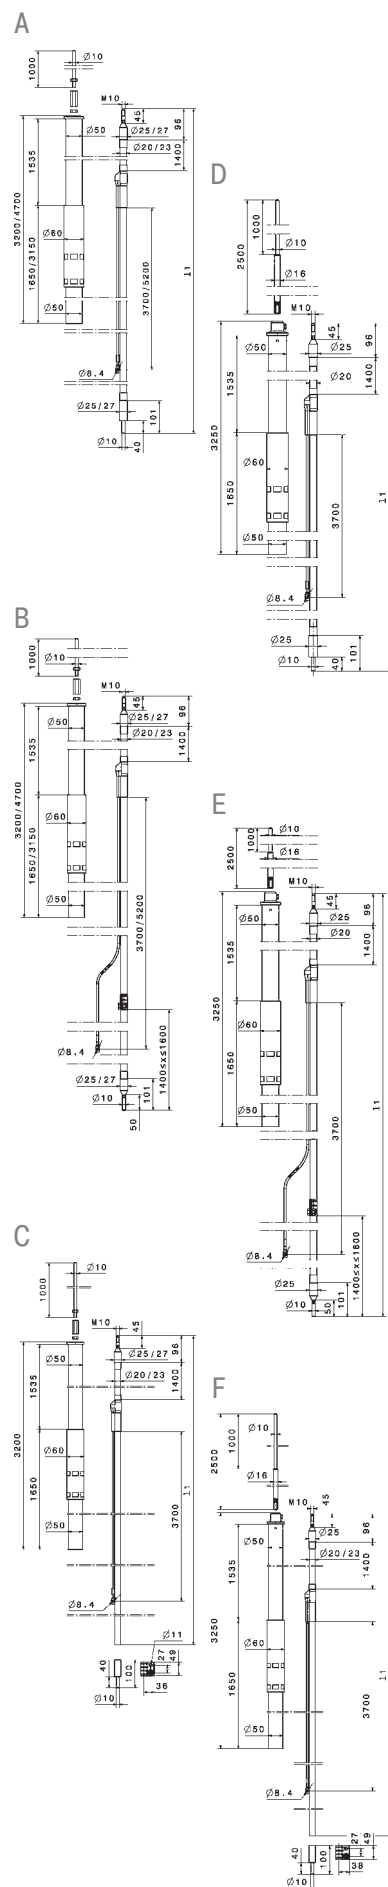 A
1000
Ø10
M10
45
96
Ø50
Ø25/27
Ø20/23
1400
1535
3200/4700
Ø60
1650/3150
Ø50
3700/5200
l1
Ø8.4
Ø25/27
101
Ø10
40
B
1000
Ø10
M10
45
96
Ø50
Ø25/27
Ø20/23
1400
1535
3200/4700
Ø60
1650/3150
Ø50
3700/5200
Ø8.4
1400≤x≤1600
Ø25/27
101
Ø10
50
C
Ø10
1000
M10
45
96
Ø50
Ø25/27
Ø20/23
1400
1535
3200
Ø60
1650
Ø50
3700
l1
Ø8.4
Ø11
40
100
27
49
Ø10
36
D
2500
1000
Ø10
Ø16
M10
45
96
Ø50
Ø25
Ø20
1400
1535
3250
Ø60
1650
Ø50
3700
l1
Ø8.4
Ø25
101
Ø10
40
E
2500
1000
Ø10
Ø16
M10
45
96
Ø50
Ø25
Ø20
1400
1535
3250
Ø60
1650
Ø50
3700
l1
Ø8.4
1400≤x≤1600
Ø25
101
Ø10
50
F
2500
1000
Ø10
Ø16
M10
45
96
Ø50
Ø25
Ø20/23
1400
1535
3250
Ø60
1650
Ø50
3700
l1
Ø8.4
40
100
27
49
Ø10
38